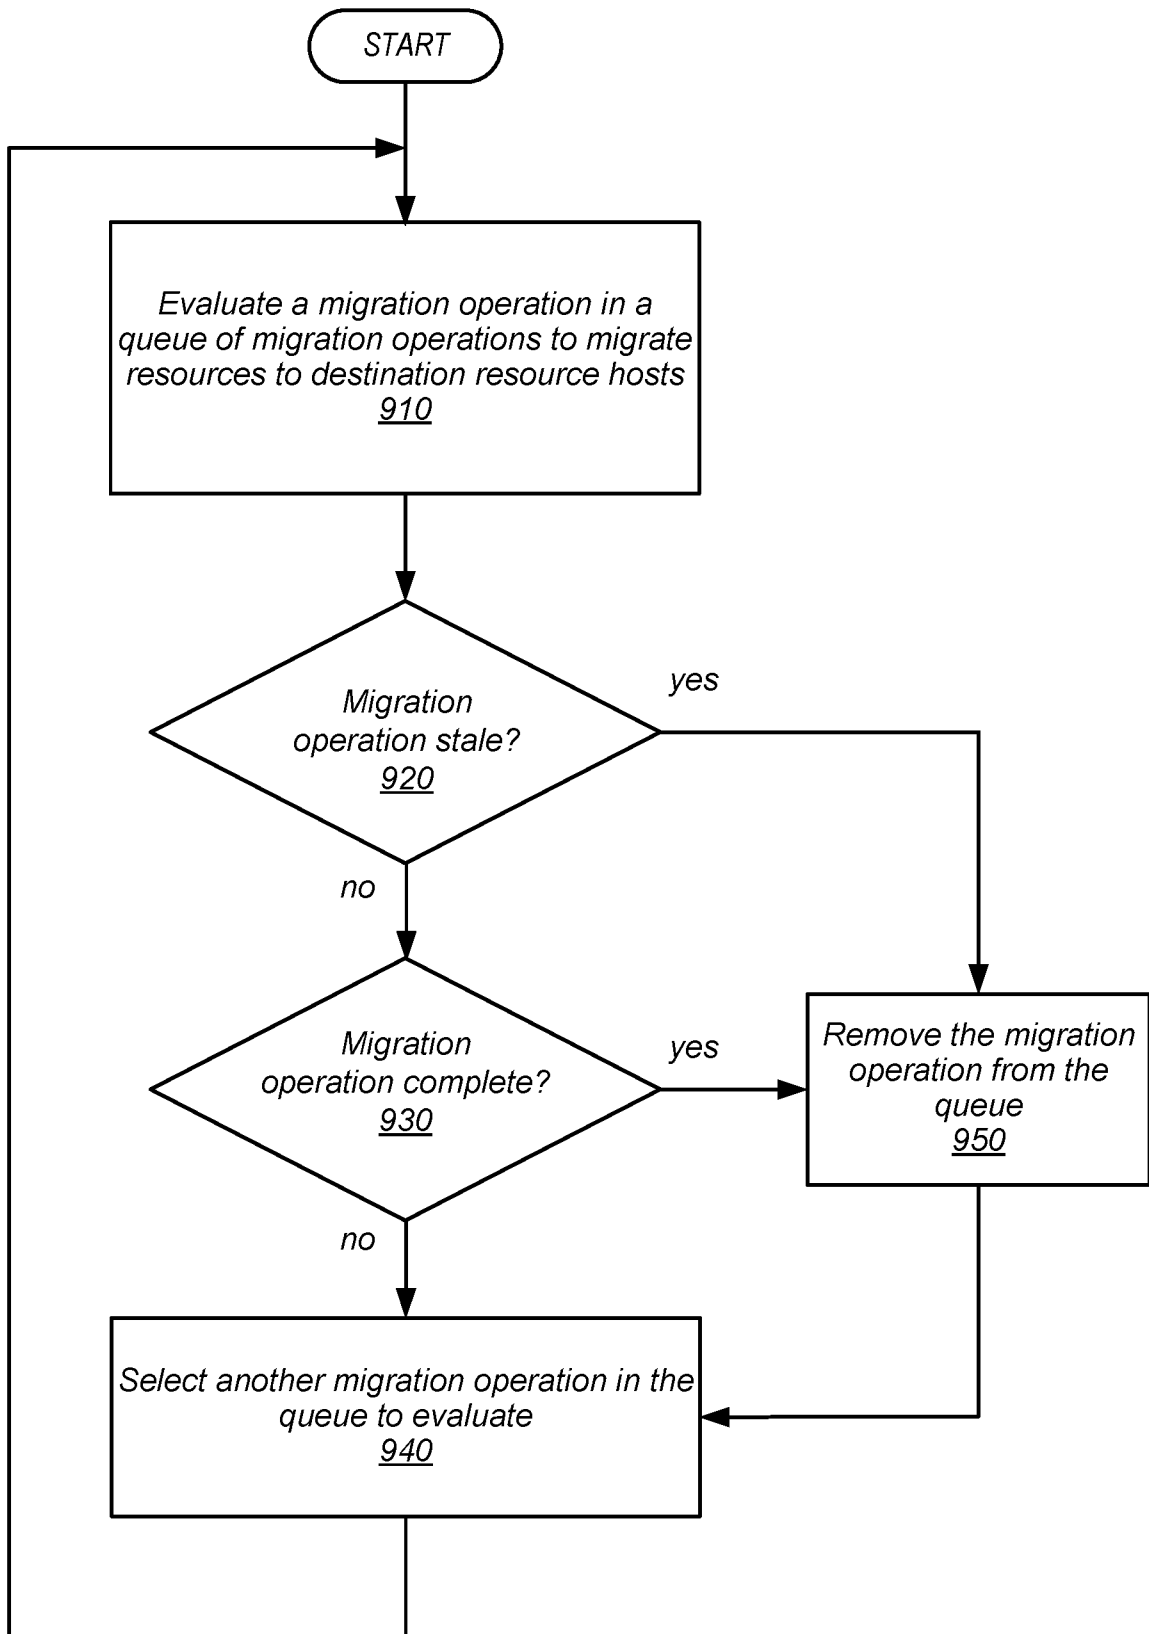 START
Evaluate a migration operation in a
queue of migration operations to migrate
resources to destination resource hosts
910
Migration
operation stale?
920
yes
no
Migration
operation complete?
930
yes
no
Remove the migration
operation from the
queue
950
Select another migration operation in the
queue to evaluate
940